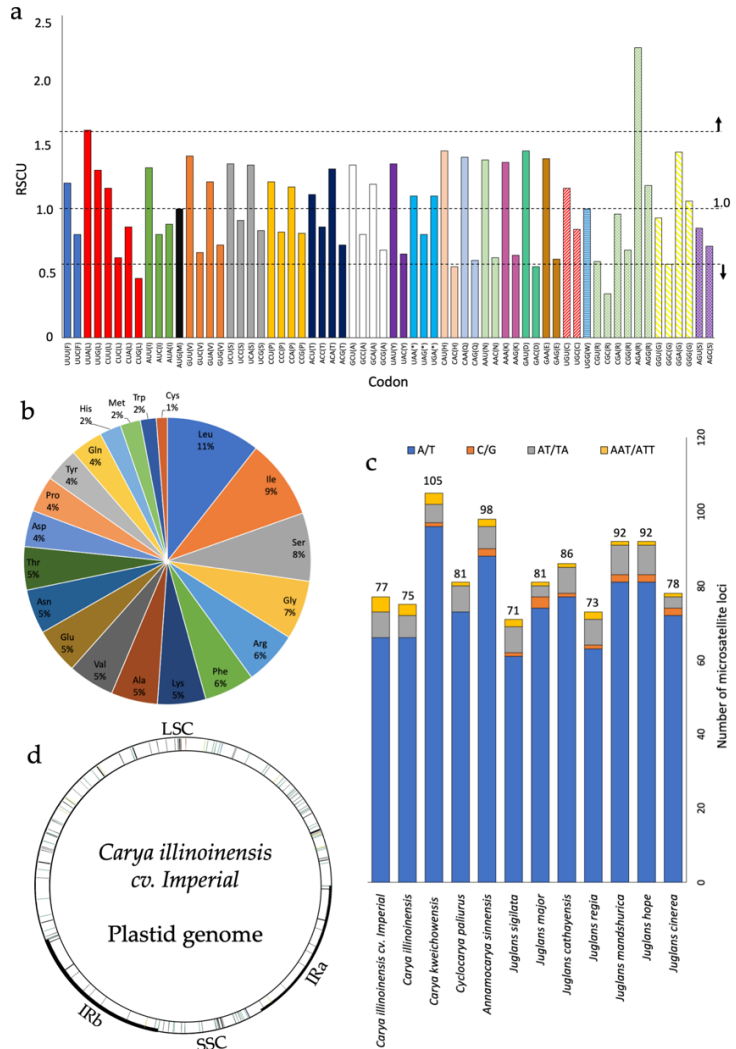 a
RSCU
2.5
2.0
1.5
1.0
0.5
0
1.0
UUU(F)
UUC(F)
UUA(L)
UUG(L)
CUU(L)
CUC(L)
CUA(L)
CUG(L)
AUU(I)
AUC(I)
AUA(I)
AUG(M)
GUU(V)
GUC(V)
GUA(V)
GUG(V)
UCU(S)
UCC(S)
UCA(S)
UCG(S)
CCU(P)
CCC(P)
CCA(P)
CCG(P)
ACU(T)
ACC(T)
ACA(T)
ACG(T)
GCU(A)
GCC(A)
GCA(A)
GCG(A)
UAU(Y)
UAC(Y)
UAA(*)
UAG(*)
UGA(*)
CAU(H)
CAC(H)
CAA(Q)
CAG(Q)
AAU(N)
AAC(N)
AAA(K)
AAG(K)
GAU(D)
GAC(D)
GAA(E)
GAG(E)
UGU(C)
UGC(C)
UGG(W)
CGU(R)
CGC(R)
CGA(R)
CGG(R)
AGA(R)
AGG(R)
GGU(G)
GGC(G)
GGA(G)
GGG(G)
AGU(S)
AGC(S)
Codon
b
Leu
11%
Ile
9%
Ser
8%
Gly
7%
Arg
6%
Phe
6%
Lys
5%
Ala
5%
Val
5%
Glu
5%
Asn
5%
Thr
5%
Asp
4%
Pro
4%
Tyr
4%
Gln
4%
His
2%
Met
2%
Trp
2%
Cys
1%
c
A/T
C/G
AT/TA
AAT/ATT
77
75
105
81
98
71
81
86
73
92
92
78
120
100
80
60
40
20
0
Number of microsatellite loci
Carya illinoinensis cv. Imperial
Carya illinoinensis
Carya kweichowensis
Cyclocarya paliurus
Annamocarya sinnensis
Juglans sigilata
Juglans major
Juglans cathayensis
Juglans regia
Juglans mandshurica
Juglans hope
Juglans cinerea
d
LSC
Carya illinoinensis
cv. Imperial
Plastid genome
IRa
IRb
SSC